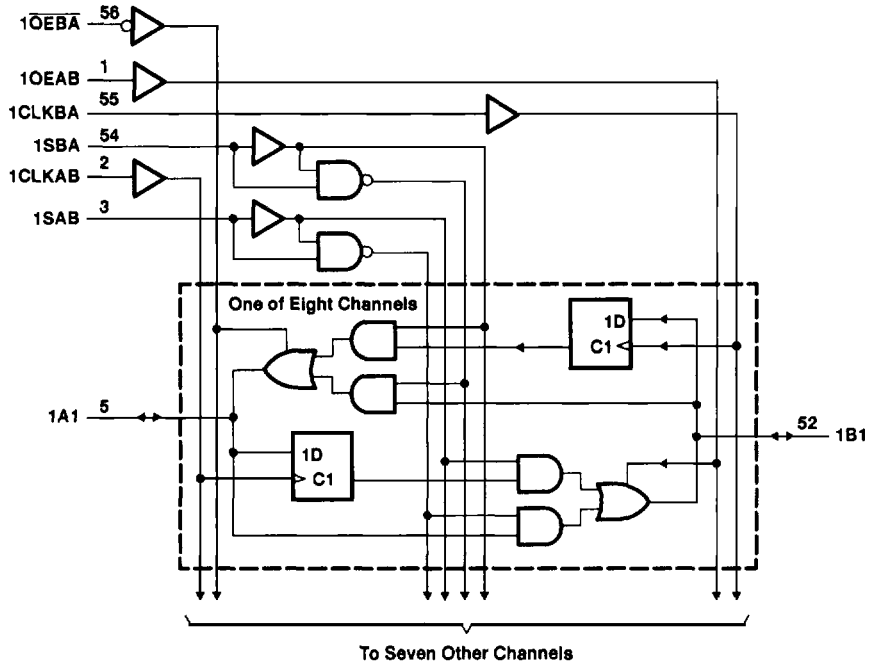 1O̅E̅B̅A̅ 56
1OEAB 1
1CLKBA 55
1SBA 54
1CLKAB 2
1SAB 3
One of Eight Channels
1D
C1
1A1 5
52 1B1
1D
C1
To Seven Other Channels